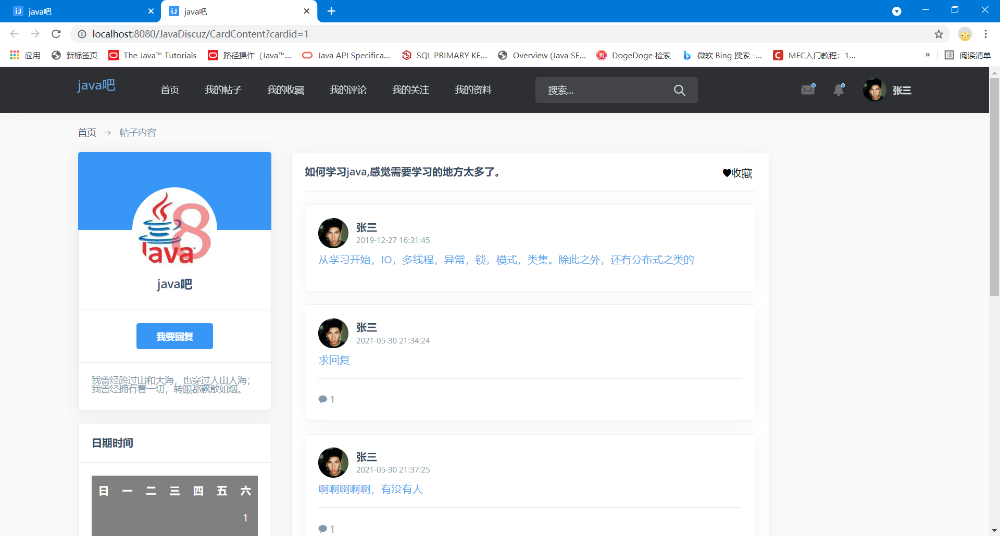 java吧
java吧
localhost:8080/JavaDiscuz/CardContent?cardid=1
应用 新标签页 The Java™ Tutorials 路径操作（Java™... Java API Specifica... SQL PRIMARY KE... Overview (Java SE... DogeDoge 检索 微软 Bing 搜索 -... MFC入门教程：1... » 阅读清单
java吧 首页 我的帖子 我的收藏 我的评论 我的关注 我的资料 搜索... 张三
首页 → 帖子内容
8
Java™
java吧
我要回复
我曾经跨过山和大海，也穿过人山人海；
我曾经拥有着一切，转眼都飘散如烟。
日期时间
日 一 二 三 四 五 六
1
如何学习java,感觉需要学习的地方太多了。
♥收藏
张三
2019-12-27 16:31:45
从学习开始，IO，多线程，异常，锁，模式，类集。除此之外，还有分布式之类的
张三
2021-05-30 21:34:24
求回复
1
张三
2021-05-30 21:37:25
啊啊啊啊啊，有没有人
1